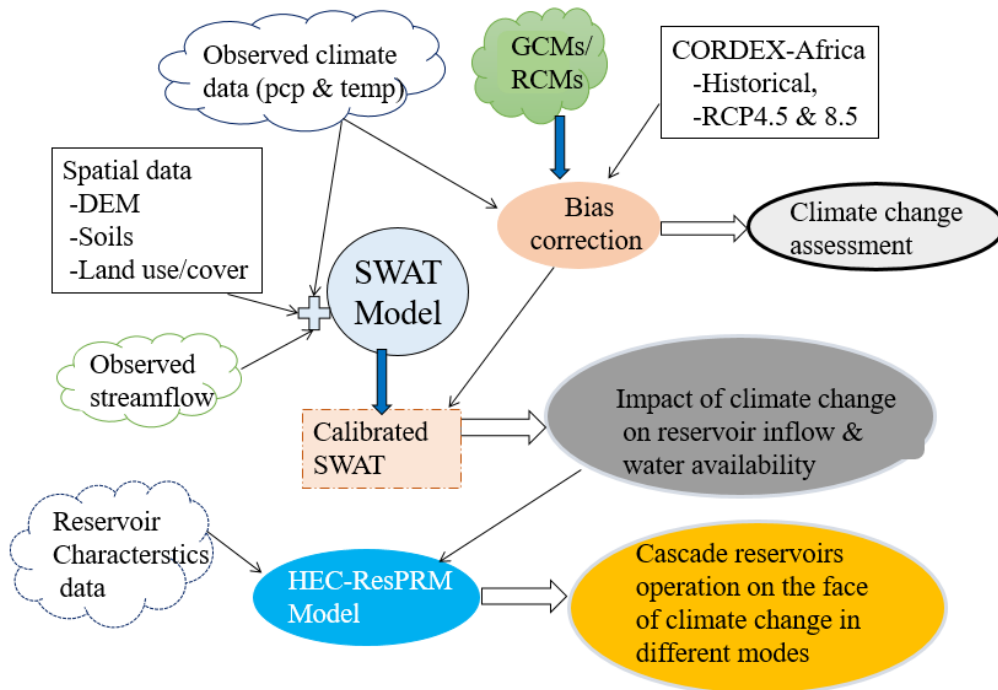 Observed climate
data (pcp & temp)
GCMs/
RCMs
CORDEX-Africa
-Historical,
-RCP4.5 & 8.5
Spatial data
-DEM
-Soils
-Land use/cover
Bias
correction
Climate change
assessment
SWAT
Model
Observed
streamflow
Calibrated
SWAT
Impact of climate change
on reservoir inflow &
water availability
Reservoir
Characterstics
data
HEC-ResPRM
Model
Cascade reservoirs
operation on the face
of climate change in
different modes